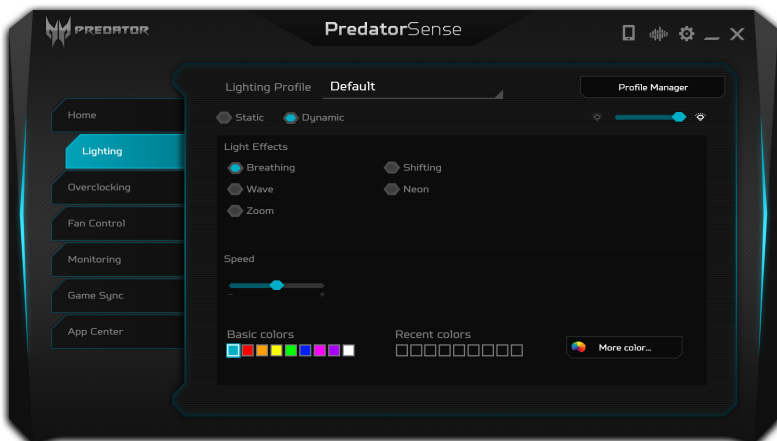 PREDATOR
PredatorSense
Lighting Profile Default
Profile Manager
Home
Lighting
Overclocking
Fan Control
Monitoring
Game Sync
App Center
Static Dynamic
Light Effects
Breathing Shifting
Wave Neon
Zoom
Speed
- +
Basic colors Recent colors
More color...